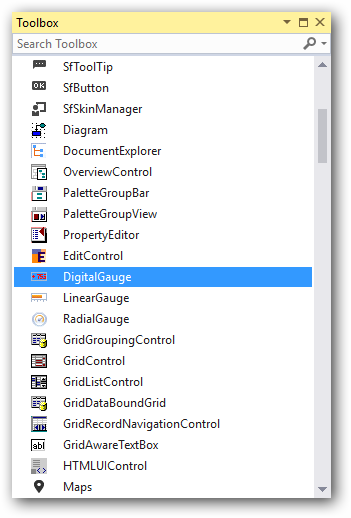 Toolbox
Search Toolbox
SfToolTip
OK SfButton
SfSkinManager
Diagram
DocumentExplorer
OverviewControl
PaletteGroupBar
PaletteGroupView
PropertyEditor
E EditControl
DigitalGauge
LinearGauge
RadialGauge
GridGroupingControl
GridControl
GridListControl
GridDataBoundGrid
GridRecordNavigationControl
abl GridAwareTextBox
HTMLUIControl
Maps